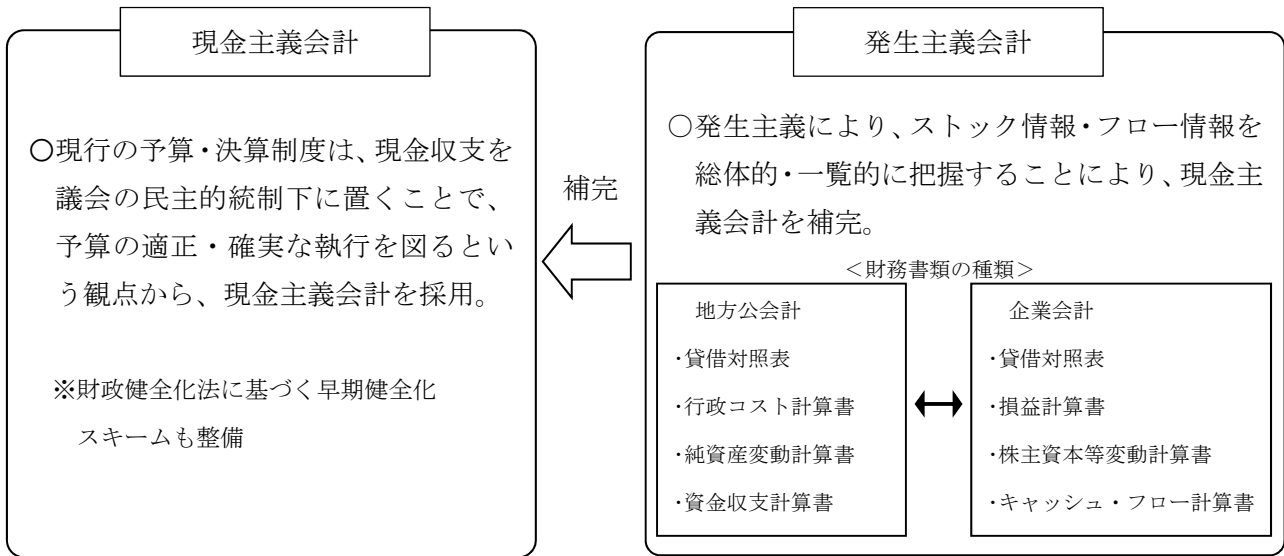 現金主義会計
〇現行の予算・決算制度は、現金収支を
議会の民主的統制下に置くことで、
予算の適正・確実な執行を図るとい
う観点から、現金主義会計を採用。
※財政健全化法に基づく早期健全化
スキームも整備
補完
発生主義会計
○発生主義により、ストック情報・フロー情報を
総体的・一覧的に把握することにより、現金主
義会計を補完。
＜財務書類の種類＞
地方公会計
・貸借対照表
・行政コスト計算書
・純資産変動計算書
・資金収支計算書
企業会計
・貸借対照表
・損益計算書
・株主資本等変動計算書
・キャッシュ・フロー計算書